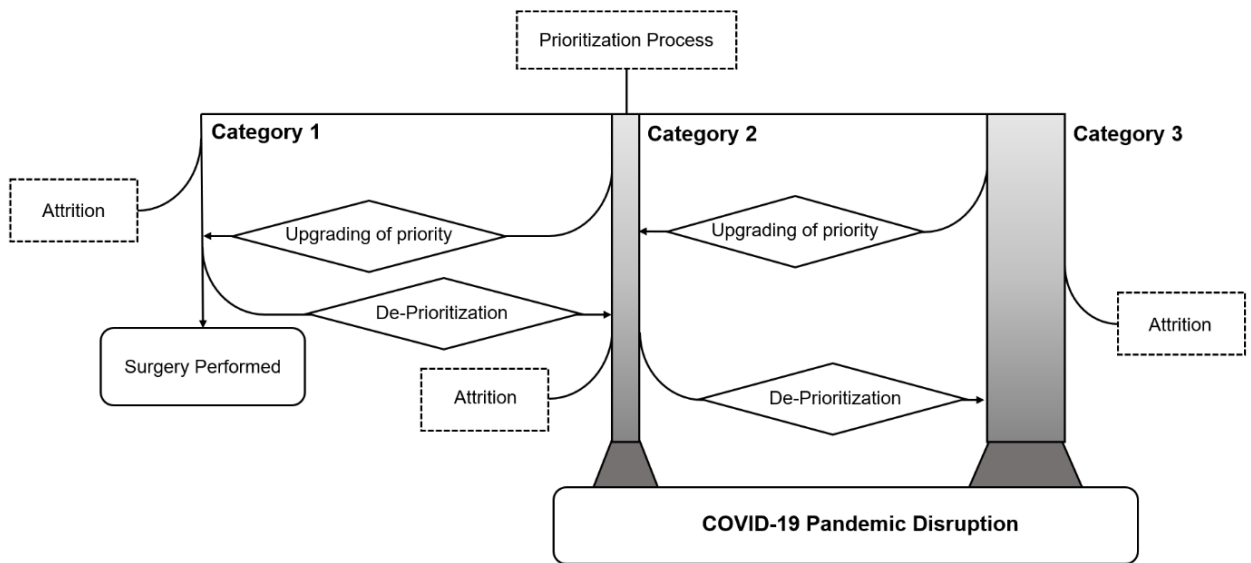 Prioritization Process
Category 1
Category 2
Category 3
Attrition
Upgrading of priority
Upgrading of priority
De-Prioritization
Attrition
Surgery Performed
Attrition
De-Prioritization
COVID-19 Pandemic Disruption